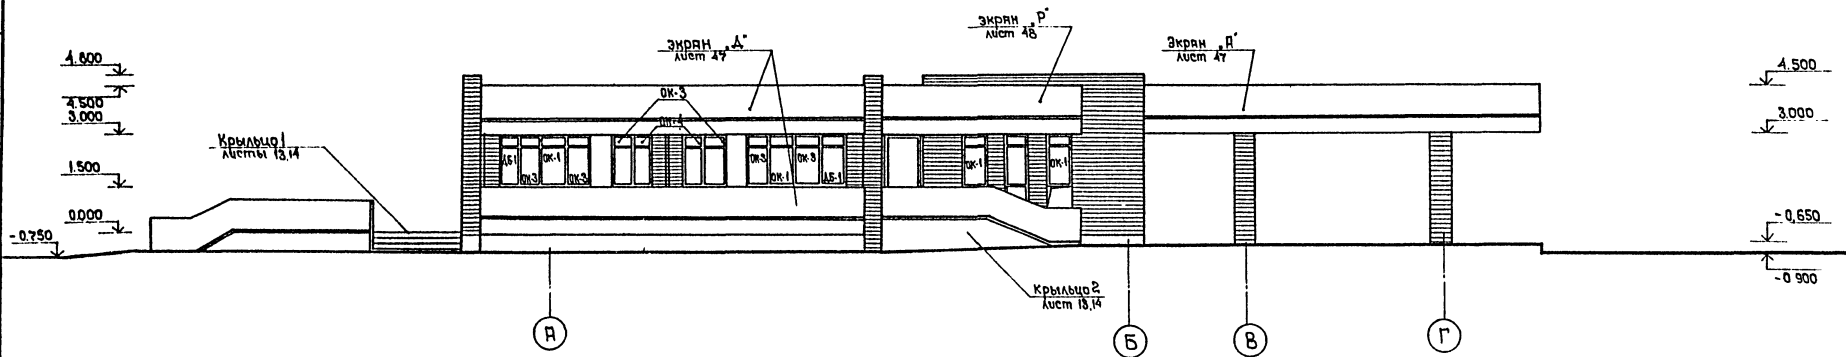 Экран „Р“
лист 48
Экран „Д“
лист 47
Экран „А“
лист 47
4.800
4.500
4.500
3.000
3.000
ОК-3
ОК-4
Крыльцо 1
листы 13,14
1.500
ДБ-1
ОК-3
ОК-1
ОК-3
ОК-3
ОК-1
ОК-3
ДБ-1
ОК-1
ОК-1
0.000
-0,650
-0.750
-0.900
Крыльцо 2
лист 13,14
А
Б
В
Г